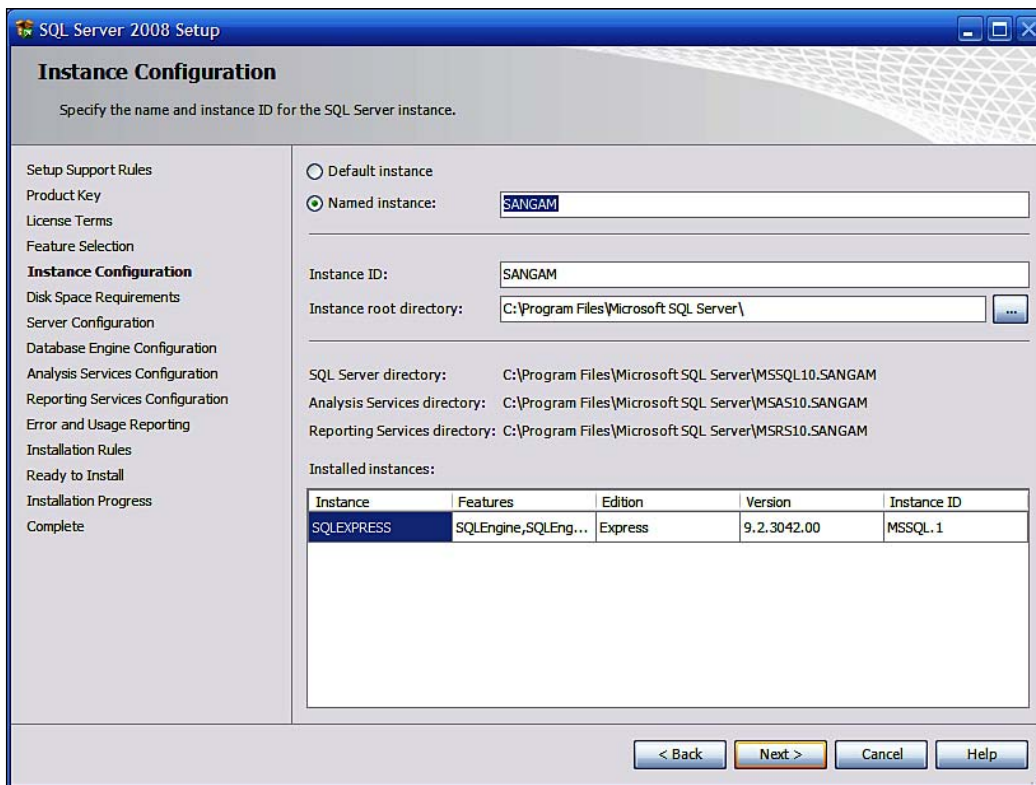 SQL Server 2008 Setup
Instance Configuration
Specify the name and instance ID for the SQL Server instance.
Setup Support Rules
Product Key
License Terms
Feature Selection
Instance Configuration
Disk Space Requirements
Server Configuration
Database Engine Configuration
Analysis Services Configuration
Reporting Services Configuration
Error and Usage Reporting
Installation Rules
Ready to Install
Installation Progress
Complete
Default instance
Named instance: SANGAM
Instance ID: SANGAM
Instance root directory: C:\Program Files\Microsoft SQL Server\ ...
SQL Server directory: C:\Program Files\Microsoft SQL Server\MSSQL10.SANGAM
Analysis Services directory: C:\Program Files\Microsoft SQL Server\MSAS10.SANGAM
Reporting Services directory: C:\Program Files\Microsoft SQL Server\MSRS10.SANGAM
Installed instances:
Instance Features Edition Version Instance ID
SQLEXPRESS SQLEngine,SQLEng... Express 9.2.3042.00 MSSQL.1
< Back Next > Cancel Help